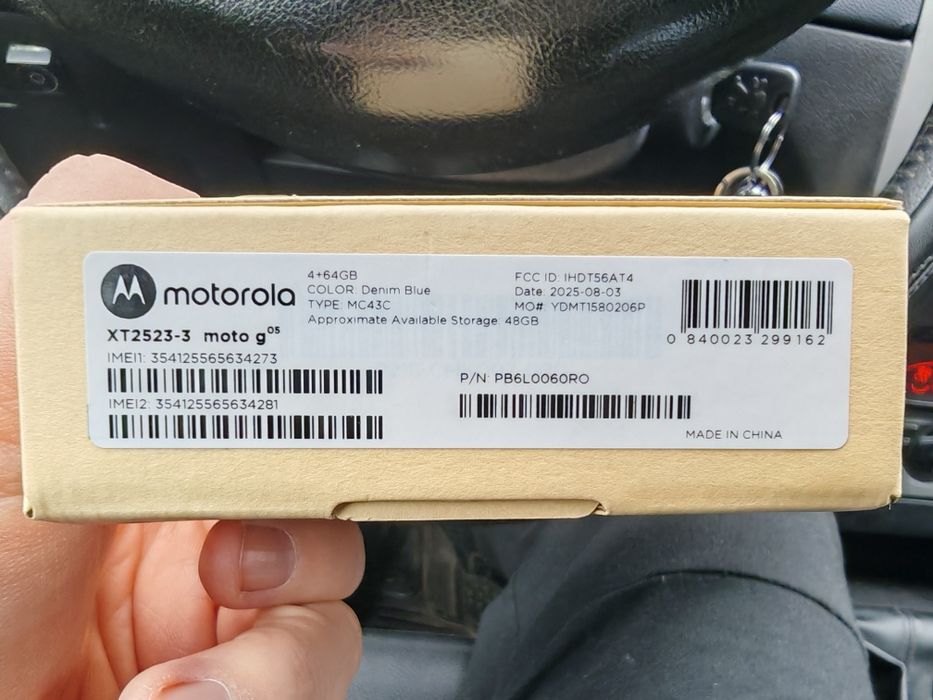 motorola
XT2523-3 moto g05
IMEI1: 354125565634273
IMEI2: 354125565634281
4+64GB
COLOR: Denim Blue
TYPE: MC43C
Approximate Available Storage: 48GB
FCC ID: IHDT56AT4
Date: 2025-08-03
MO#: YDMT1580206P
P/N: PB6L0060RO
0 840023 299162
MADE IN CHINA